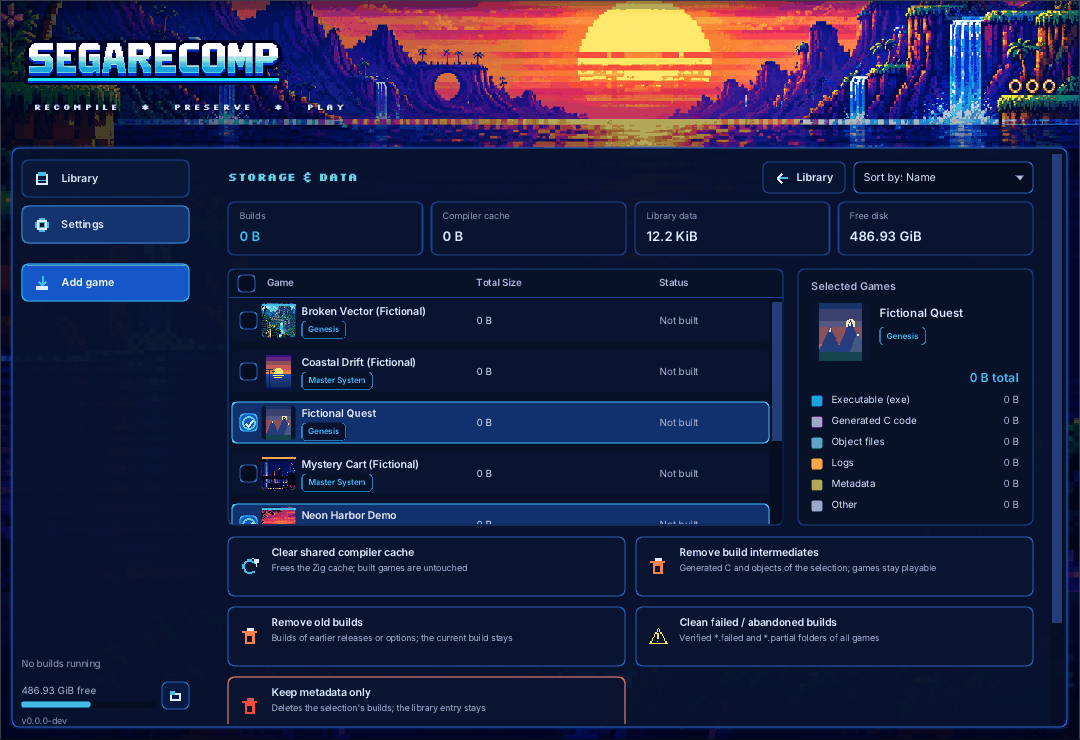 SEGARECOMP
RECOMPILE * PRESERVE * PLAY
Library
Settings
Add game
STORAGE & DATA
Library
Sort by: Name
Builds
0 B
Compiler cache
0 B
Library data
12.2 KiB
Free disk
486.93 GiB
Game Total Size Status
Broken Vector (Fictional)
Genesis
0 B
Not built
Coastal Drift (Fictional)
Master System
0 B
Not built
Fictional Quest
Genesis
0 B
Not built
Mystery Cart (Fictional)
Master System
0 B
Not built
Neon Harbor Demo
0 B
Not built
Selected Games
Fictional Quest
Genesis
0 B total
Executable (exe) 0 B
Generated C code 0 B
Object files 0 B
Logs 0 B
Metadata 0 B
Other 0 B
Clear shared compiler cache
Frees the Zig cache; built games are untouched
Remove build intermediates
Generated C and objects of the selection; games stay playable
Remove old builds
Builds of earlier releases or options; the current build stays
Clean failed / abandoned builds
Verified *.failed and *.partial folders of all games
Keep metadata only
Deletes the selection's builds; the library entry stays
No builds running
486.93 GiB free
v0.0.0-dev